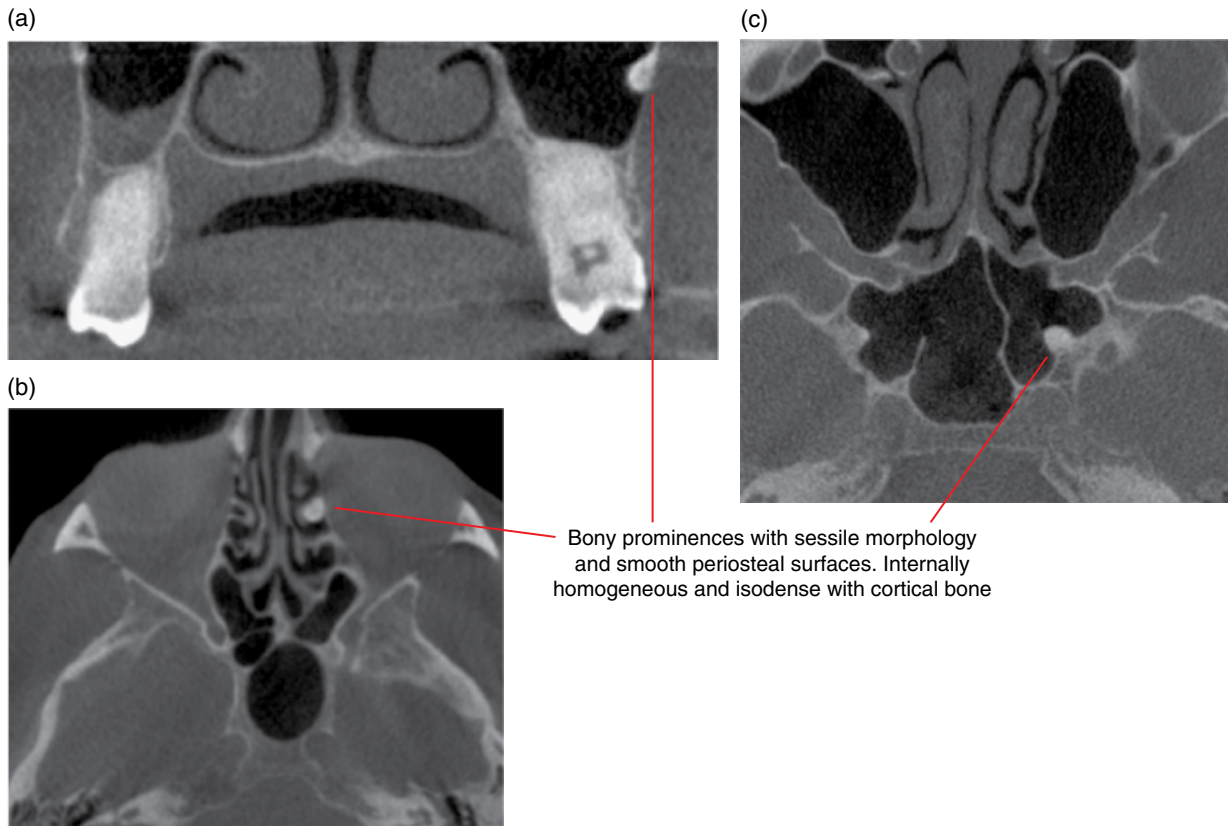 (a)
(c)
(b)
Bony prominences with sessile morphology
and smooth periosteal surfaces. Internally
homogeneous and isodense with cortical bone